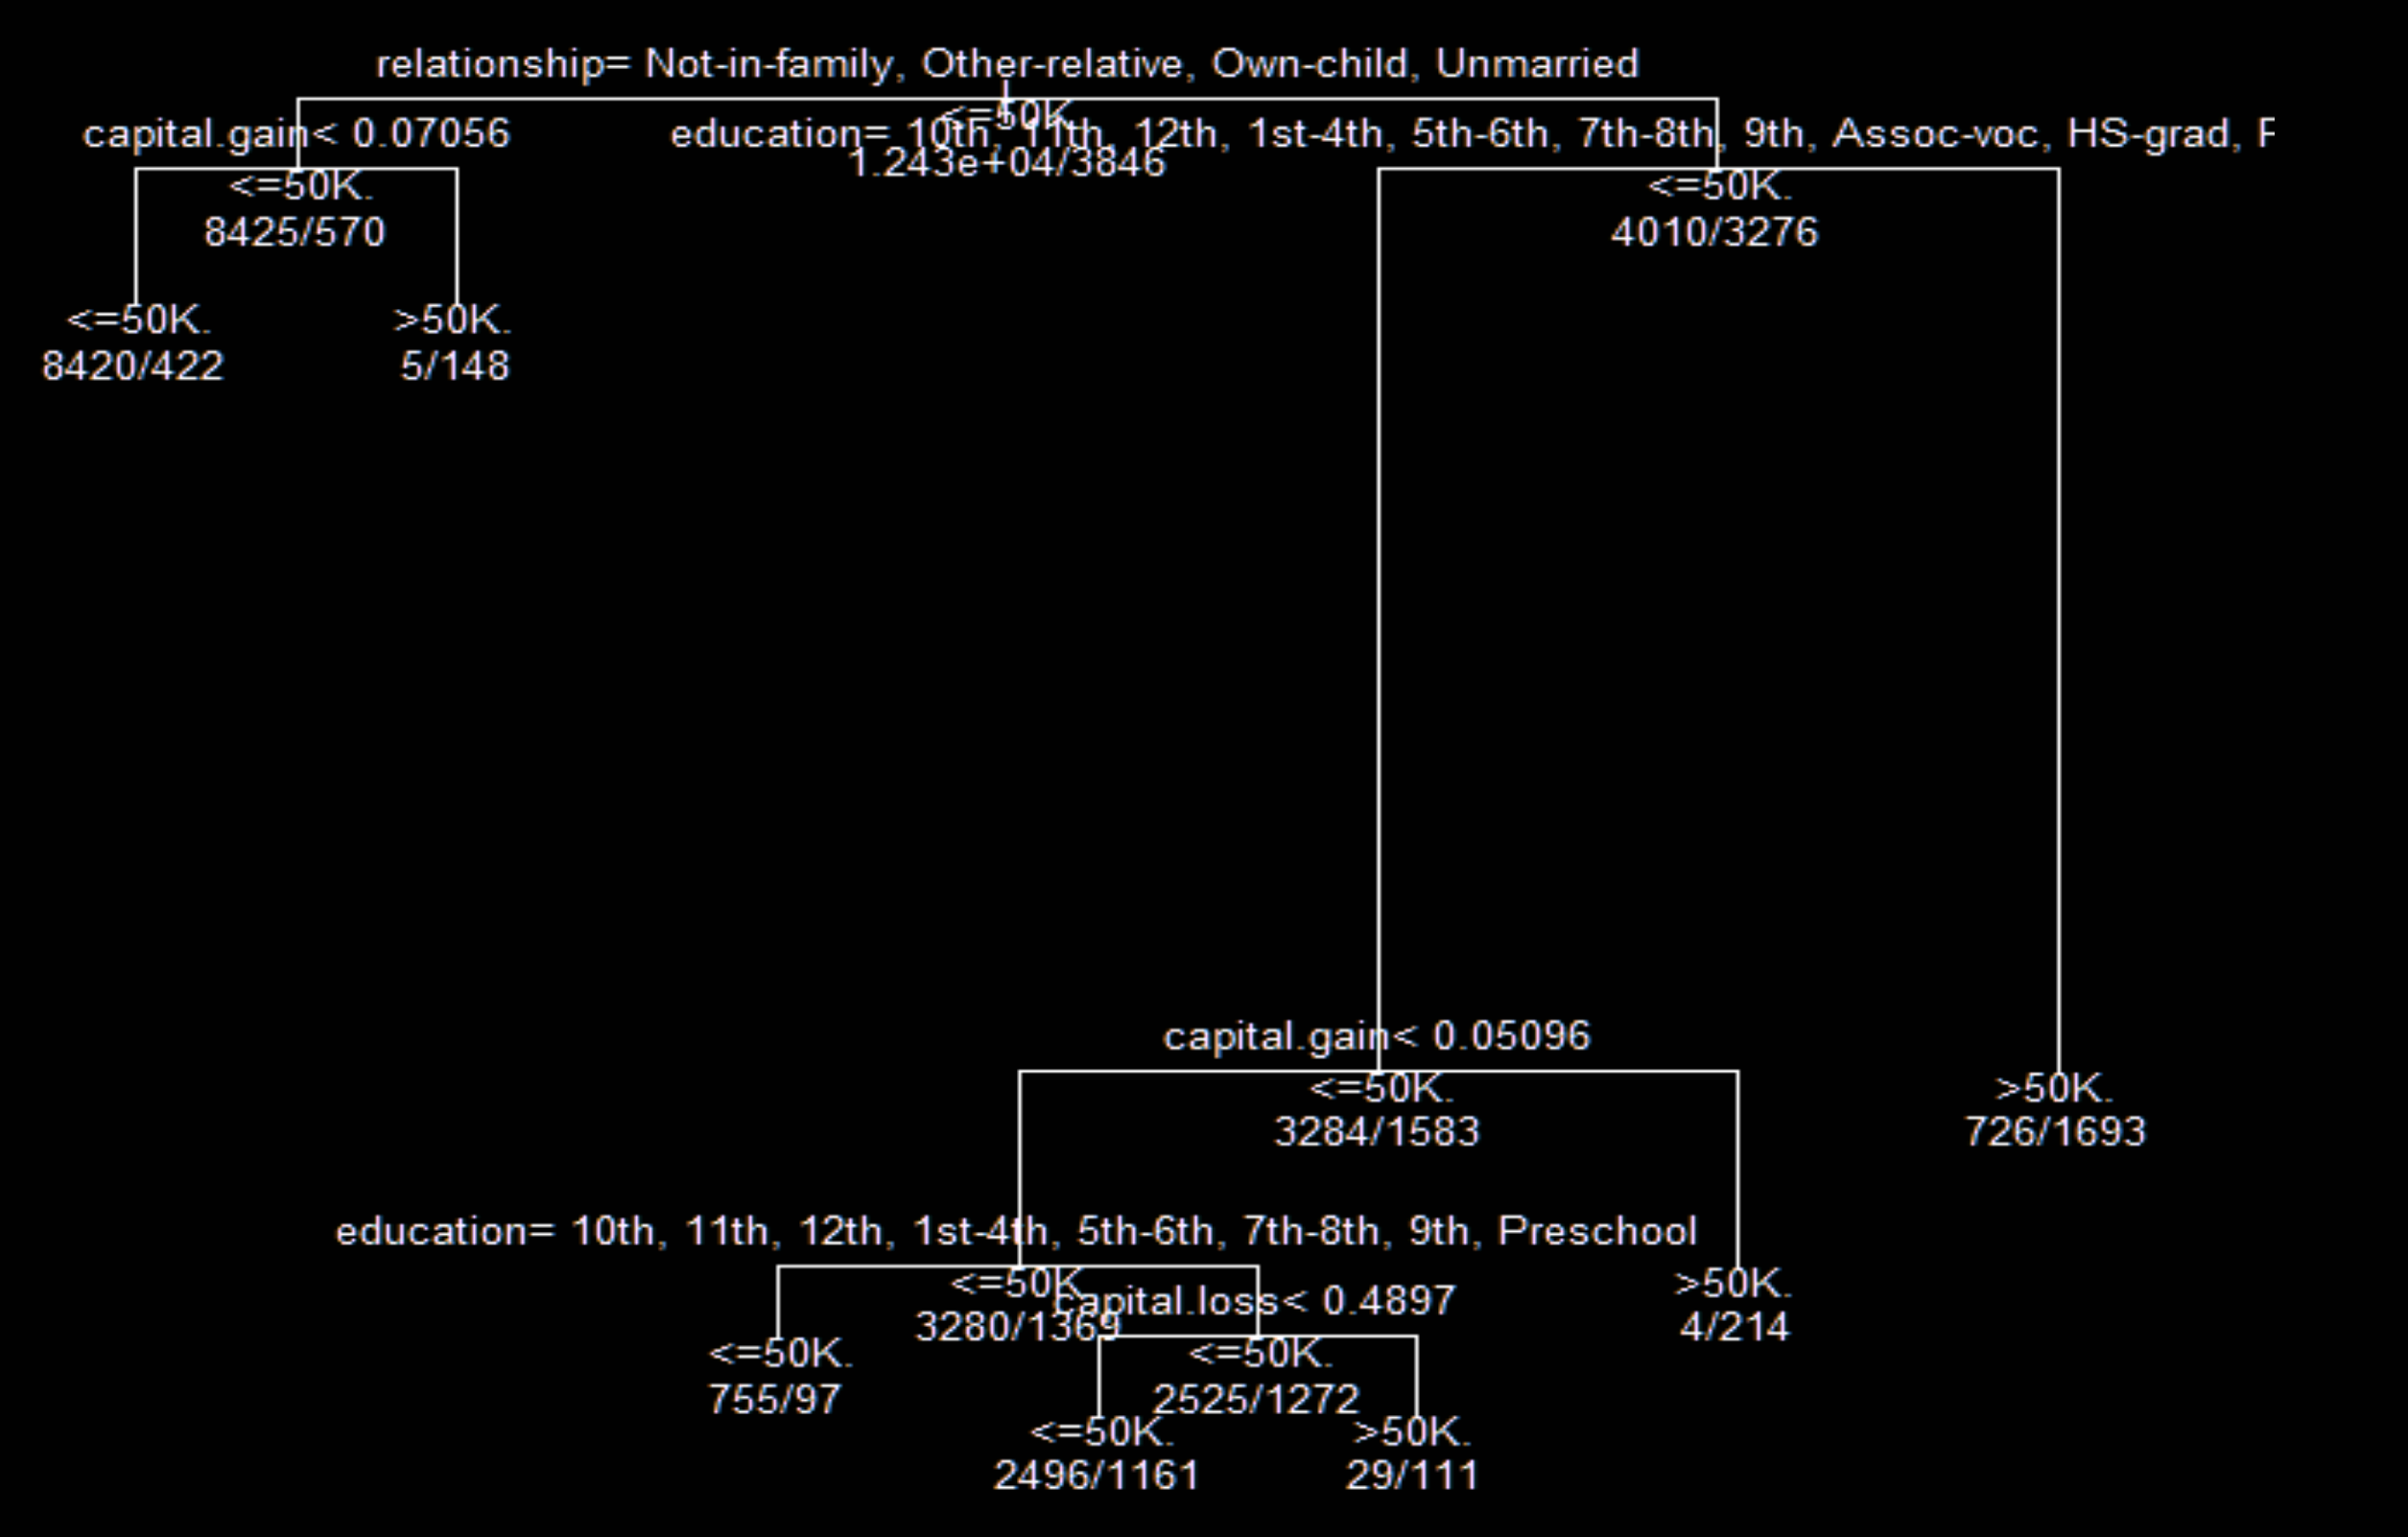 relationship= Not-in-family, Other-relative, Own-child, Unmarried
<=50K
1.243e+04/3846
capital.gain< 0.07056
<=50K.
8425/570
<=50K.
8420/422
>50K.
5/148
education= 10th, 11th, 12th, 1st-4th, 5th-6th, 7th-8th, 9th, Assoc-voc, HS-grad,
<=50K.
4010/3276
capital.gain< 0.05096
<=50K.
3284/1583
>50K.
726/1693
education= 10th, 11th, 12th, 1st-4th, 5th-6th, 7th-8th, 9th, Preschool
<=50K
3280/1369
>50K.
4/214
<=50K.
755/97
capital.loss< 0.4897
<=50K.
2525/1272
<=50K.
2496/1161
>50K.
29/111